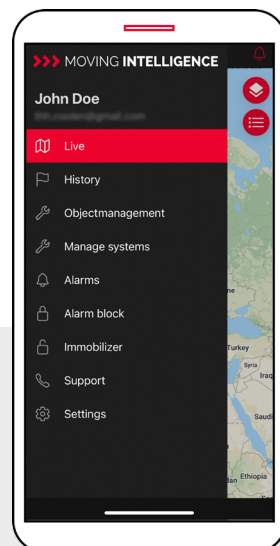 MOVING INTELLIGENCE
John Doe
Live
History
Objectmanagement
Manage systems
Alarms
Alarm block
Immobilizer
Support
Settings
Turkey
Syria
Iraq
Saudi
Ethiopia